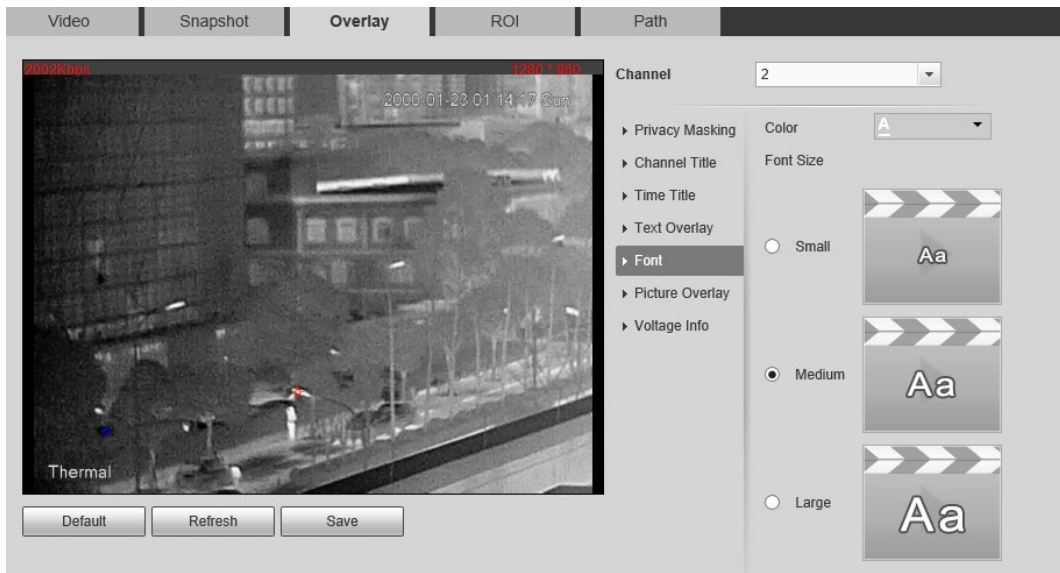 Video Snapshot Overlay ROI Path
2002Kbps 1280 * 960
2000-01-23 01:14:17 Sun
Thermal
Default Refresh Save
Channel 2
Privacy Masking
Channel Title
Time Title
Text Overlay
Font
Picture Overlay
Voltage Info
Color A
Font Size
Small Aa
Medium Aa
Large Aa